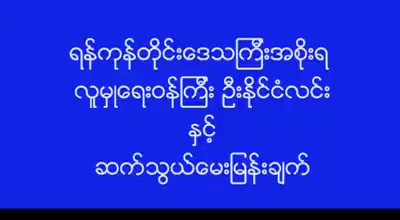 ရန်ကုန်တိုင်းဒေသကြီးအစိုးရ
လူမှုရေးဝန်ကြီး ဦးနိုင်ငံလင်း
နှင့်
ဆက်သွယ်မေးမြန်းချက်